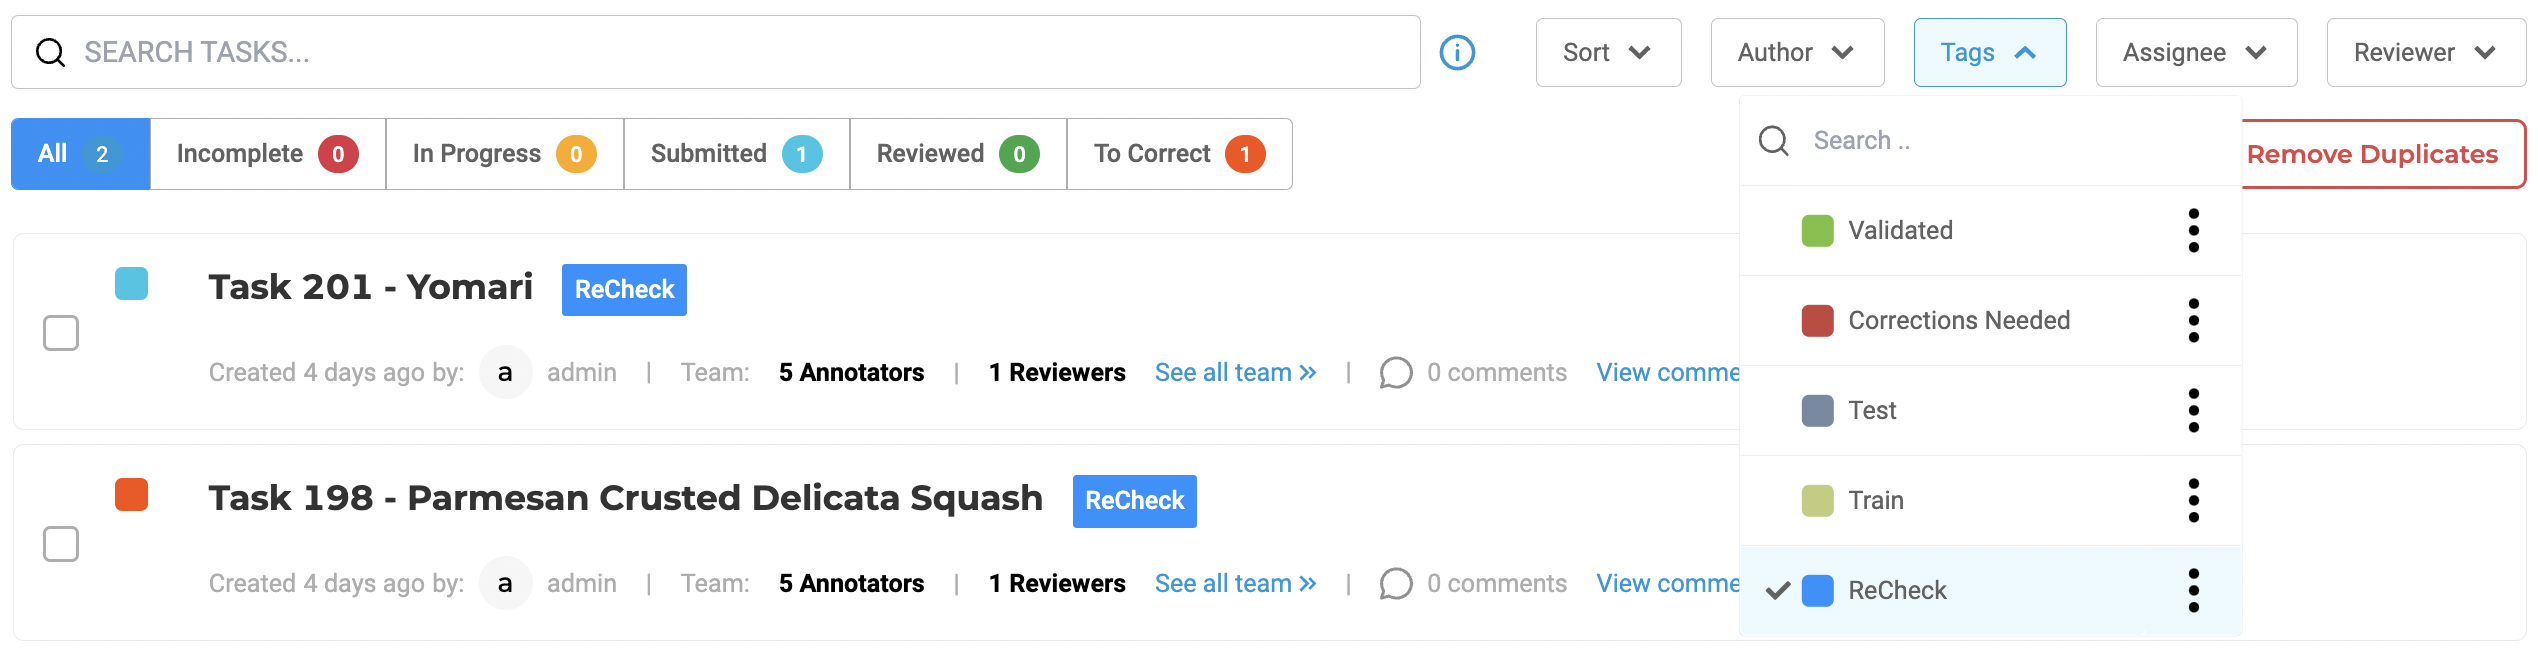 SEARCH TASKS...
Sort
Author
Tags
Assignee
Reviewer
All 2
Incomplete 0
In Progress 0
Submitted 1
Reviewed 0
To Correct 1
Remove Duplicates
Search ..
Validated
Corrections Needed
Test
Train
ReCheck
Task 201 - Yomari ReCheck
Created 4 days ago by: a admin | Team: 5 Annotators | 1 Reviewers See all team » | 0 comments View comme
Task 198 - Parmesan Crusted Delicata Squash ReCheck
Created 4 days ago by: a admin | Team: 5 Annotators | 1 Reviewers See all team » | 0 comments View comme